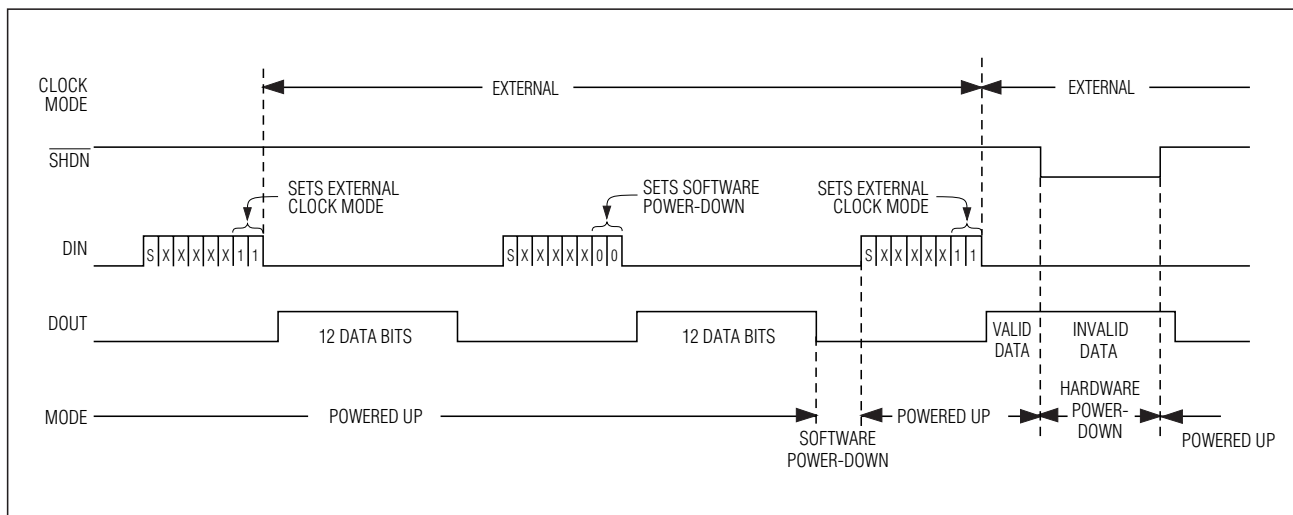 CLOCK
MODE
EXTERNAL
EXTERNAL
SHDN
SETS EXTERNAL
CLOCK MODE
SETS SOFTWARE
POWER-DOWN
SETS EXTERNAL
CLOCK MODE
DIN
S X X X X X 1 1
S X X X X X 0 0
S X X X X X 1 1
DOUT
12 DATA BITS
12 DATA BITS
VALID
DATA
INVALID
DATA
MODE
POWERED UP
SOFTWARE
POWER-DOWN
POWERED UP
HARDWARE
POWER-
DOWN
POWERED UP